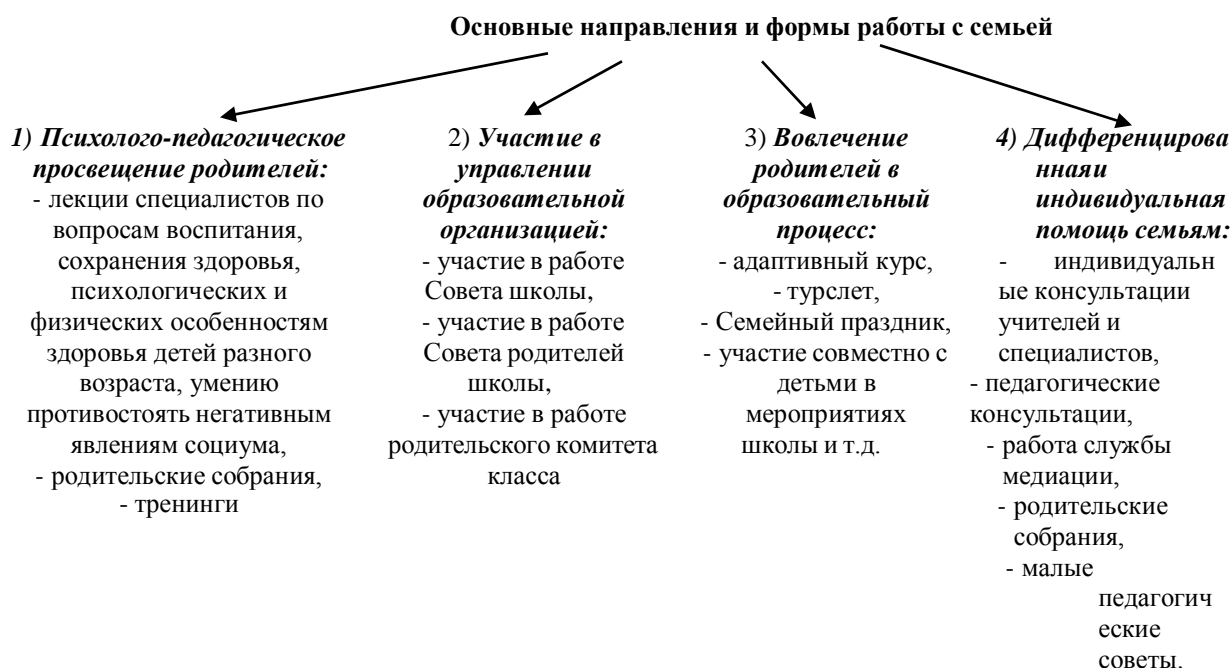 Основные направления и формы работы с семьей
1) Психолого-педагогическое
просвещение родителей:
- лекции специалистов по
вопросам воспитания,
сохранения здоровья,
психологических и
физических особенностям
здоровья детей разного
возраста, умению
противостоять негативным
явлениям социума,
- родительские собрания,
- тренинги
2) Участие в
управлении
образовательной
организацией:
- участие в работе
Совета школы,
- участие в работе
Совета родителей
школы,
- участие в работе
родительского комитета
класса
3) Вовлечение
родителей в
образовательный
процесс:
- адаптивный курс,
- турслет,
- Семейный праздник,
- участие совместно с
детьми в
мероприятиях
школы и т.д.
4) Дифференцирова
ннаяи
индивидуальная
помощь семьям:
- индивидуальн
ые консультации
учителей и
специалистов,
- педагогические
консультации,
- работа службы
медиации,
- родительские
собрания,
- малые
педагогич
еские
советы,